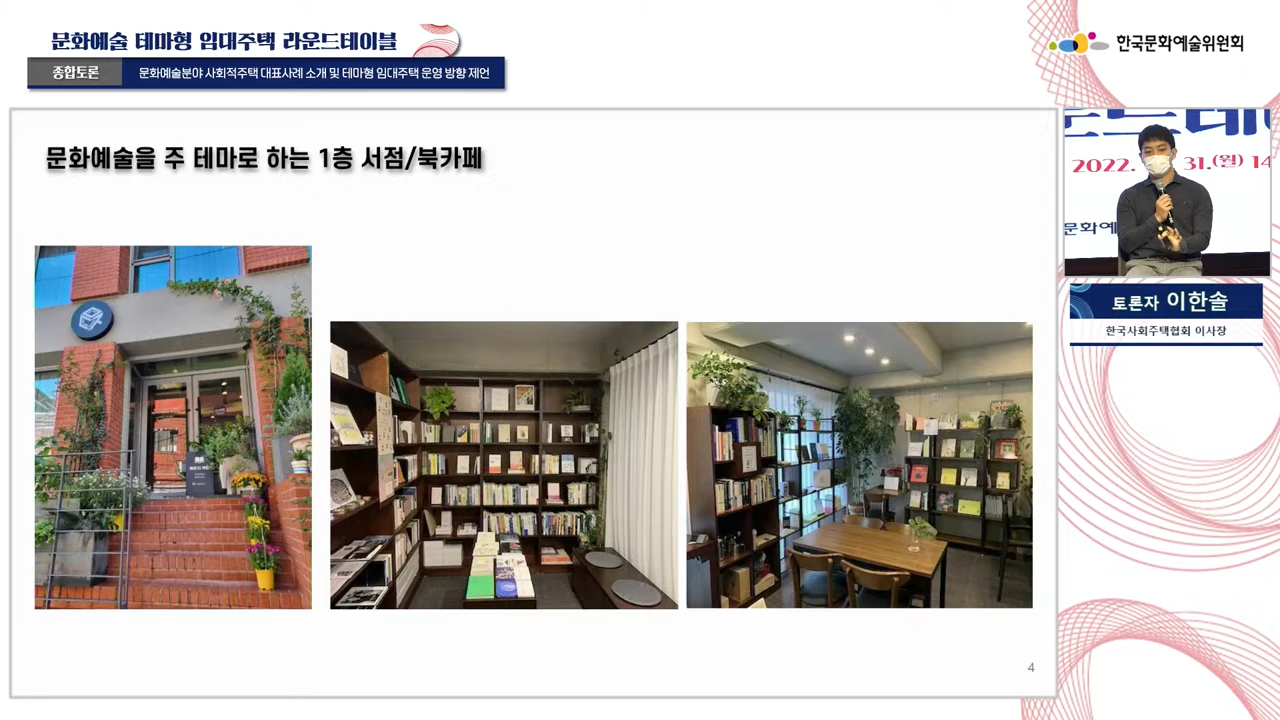 문화예술 테마형 임대주택 라운드테이블
종합토론
문화예술분야 사회적주택 대표사례 소개 및 테마형 임대주택 운영 방향 제언
한국문화예술위원회
문화예술을 주 테마로 하는 1층 서점/북카페
2022.
31.(월) 14
문화예
토론자 이한솔
한국사회주택협회 이사장
4